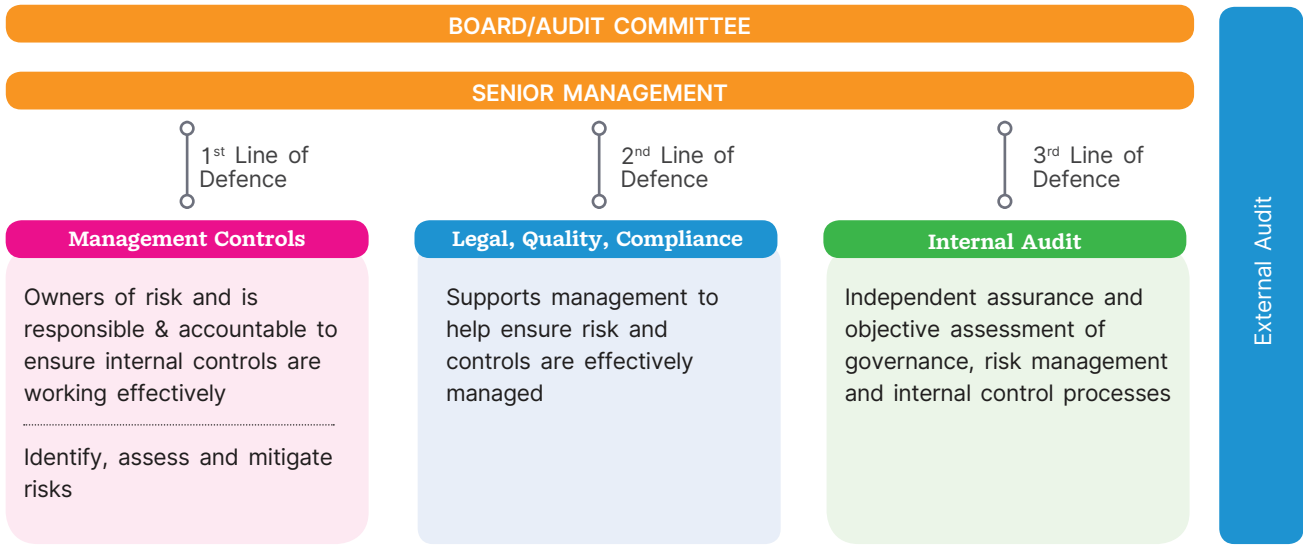 BOARD/AUDIT COMMITTEE
SENIOR MANAGEMENT
1st Line of
Defence
2nd Line of
Defence
3rd Line of
Defence
Management Controls
Owners of risk and is
responsible & accountable to
ensure internal controls are
working effectively
Identify, assess and mitigate
risks
Legal, Quality, Compliance
Supports management to
help ensure risk and
controls are effectively
managed
Internal Audit
Independent assurance and
objective assessment of
governance, risk management
and internal control processes
External Audit